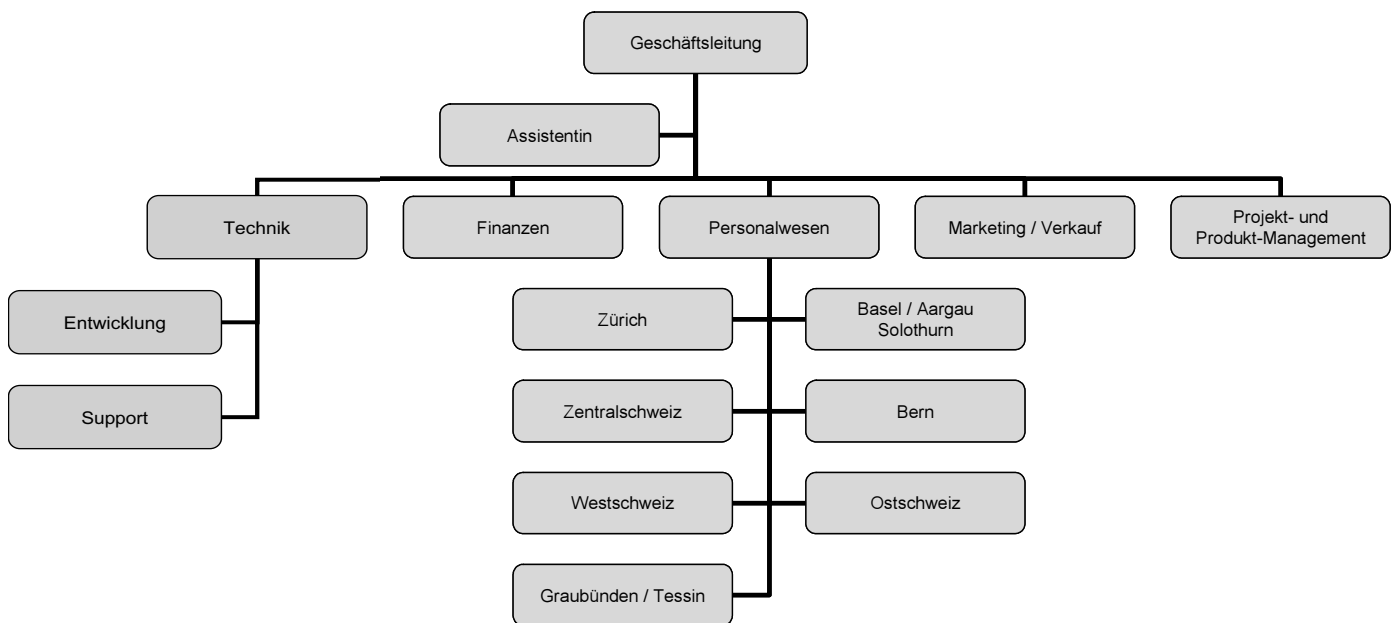 Geschäftsleitung
Assistentin
Technik
Finanzen
Personalwesen
Marketing / Verkauf
Projekt- und
Produkt-Management
Entwicklung
Support
Zürich
Basel / Aargau
Solothurn
Zentralschweiz
Bern
Westschweiz
Ostschweiz
Graubünden / Tessin